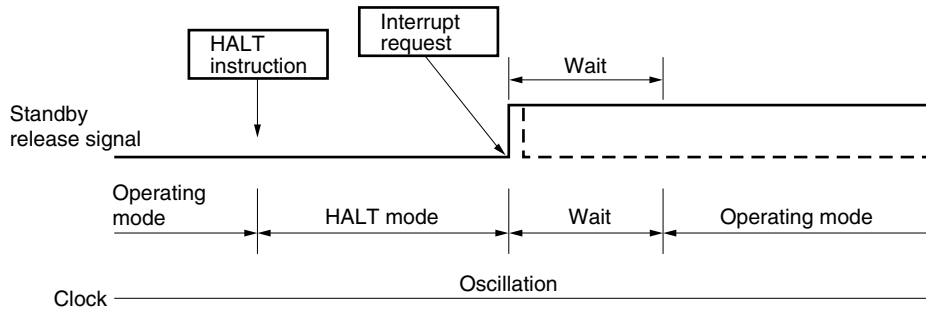 HALT
instruction
Interrupt
request
Wait
Standby
release signal
Operating
mode
HALT mode
Wait
Operating mode
Oscillation
Clock